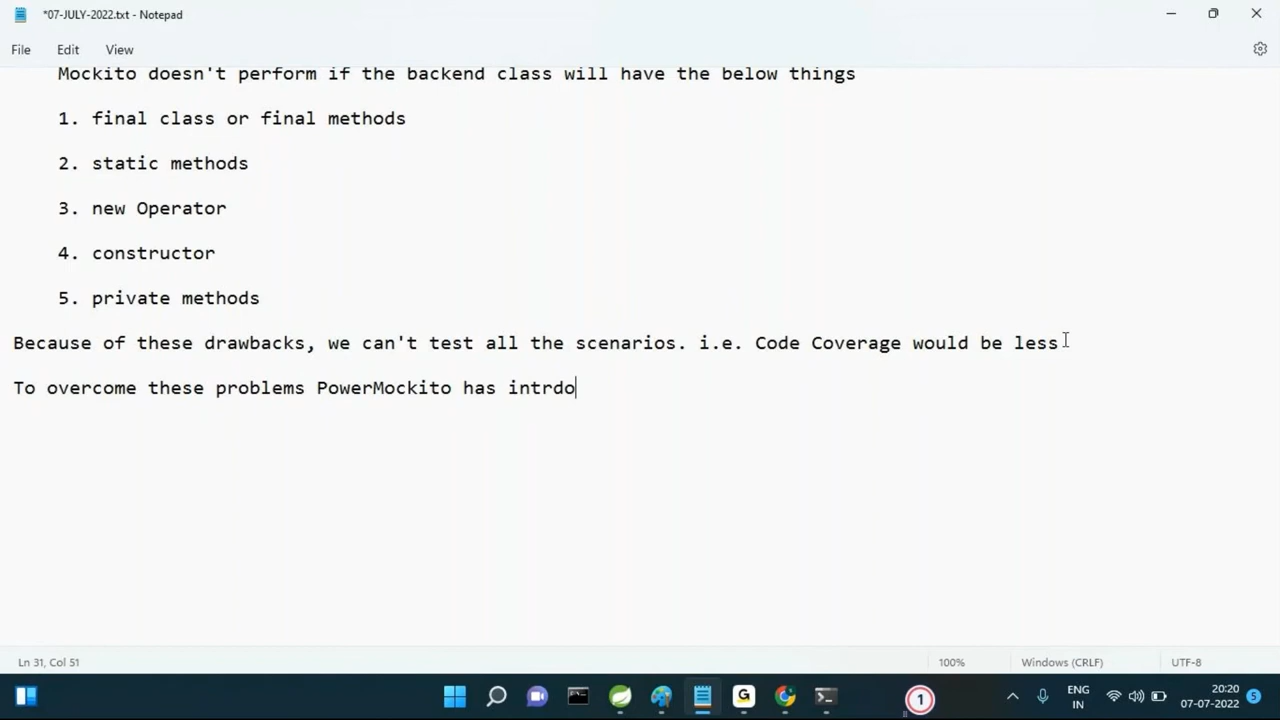 *07-JULY-2022.txt - Notepad
File Edit View
Mockito doesn't perform if the backend class will have the below things
1. final class or final methods
2. static methods
3. new Operator
4. constructor
5. private methods
Because of these drawbacks, we can't test all the scenarios. i.e. Code Coverage would be less
To overcome these problems PowerMockito has intrdo
Ln 31, Col 51 100% Windows (CRLF) UTF-8
G 1 ENG IN 20:20 07-07-2022 5